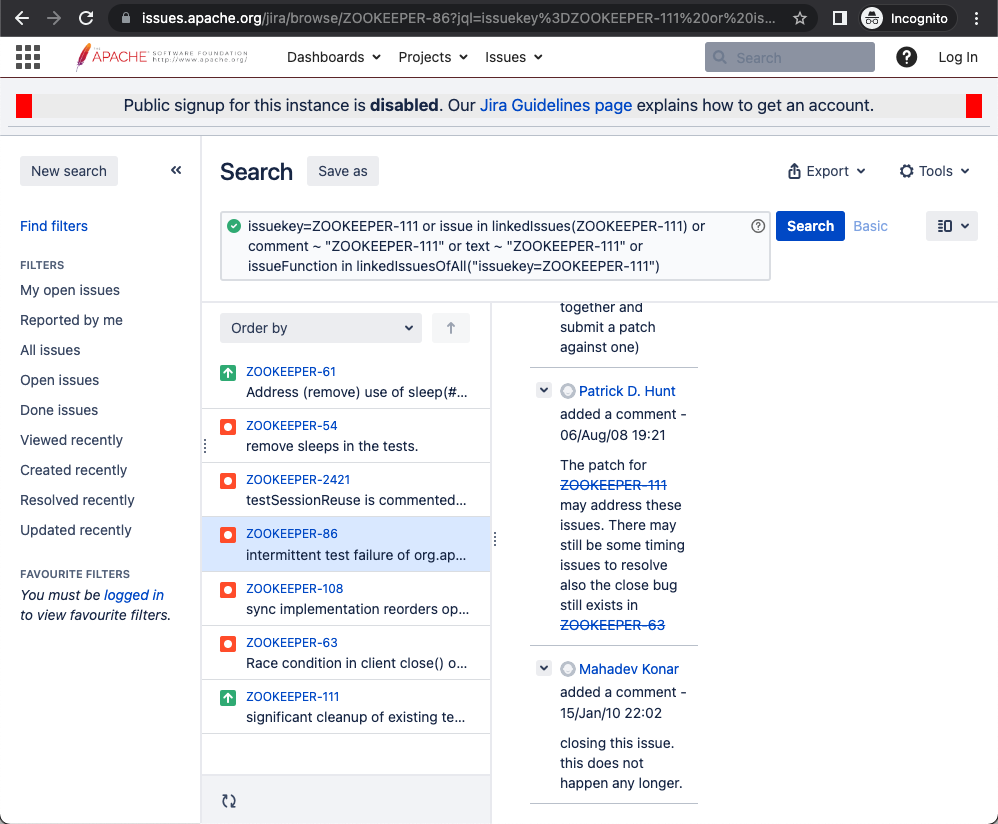 issues.apache.org/jira/browse/ZOOKEEPER-86?jql=issuekey%3DZOOKEEPER-111%20or%20is...
Incognito
THE
APACHE SOFTWARE FOUNDATION
http://www.apache.org/
Dashboards
Projects
Issues
Search
Log In
Public signup for this instance is disabled. Our Jira Guidelines page explains how to get an account.
New search
Find filters
FILTERS
My open issues
Reported by me
All issues
Open issues
Done issues
Viewed recently
Created recently
Resolved recently
Updated recently
FAVOURITE FILTERS
You must be logged in
to view favourite filters.
Search
Save as
Export
Tools
issuekey=ZOOKEEPER-111 or issue in linkedIssues(ZOOKEEPER-111) or
comment ~ "ZOOKEEPER-111" or text ~ "ZOOKEEPER-111" or
issueFunction in linkedIssuesOfAll("issuekey=ZOOKEEPER-111")
Search
Basic
Order by
ZOOKEEPER-61
Address (remove) use of sleep(#...
ZOOKEEPER-54
remove sleeps in the tests.
ZOOKEEPER-2421
testSessionReuse is commented...
ZOOKEEPER-86
intermittent test failure of org.ap...
ZOOKEEPER-108
sync implementation reorders op...
ZOOKEEPER-63
Race condition in client close() o...
ZOOKEEPER-111
significant cleanup of existing te...
together and
submit a patch
against one)
Patrick D. Hunt
added a comment -
06/Aug/08 19:21
The patch for
ZOOKEEPER-111
may address these
issues. There may
still be some timing
issues to resolve
also the close bug
still exists in
ZOOKEEPER-63
Mahadev Konar
added a comment -
15/Jan/10 22:02
closing this issue.
this does not
happen any longer.